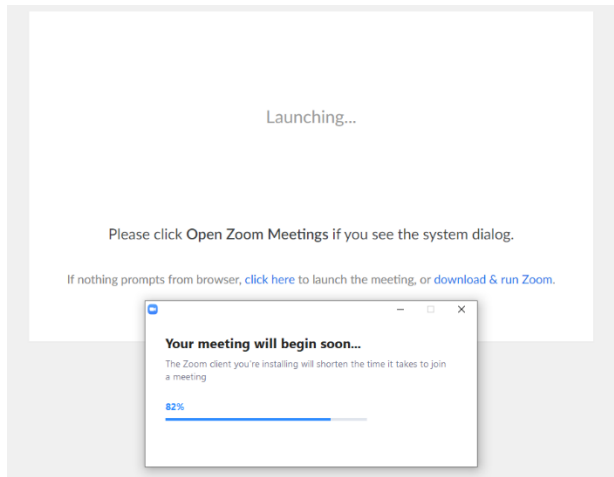 Launching...
Please click Open Zoom Meetings if you see the system dialog.
If nothing prompts from browser, click here to launch the meeting, or download & run Zoom.
Your meeting will begin soon...
The Zoom client you're installing will shorten the time it takes to join
a meeting
82%